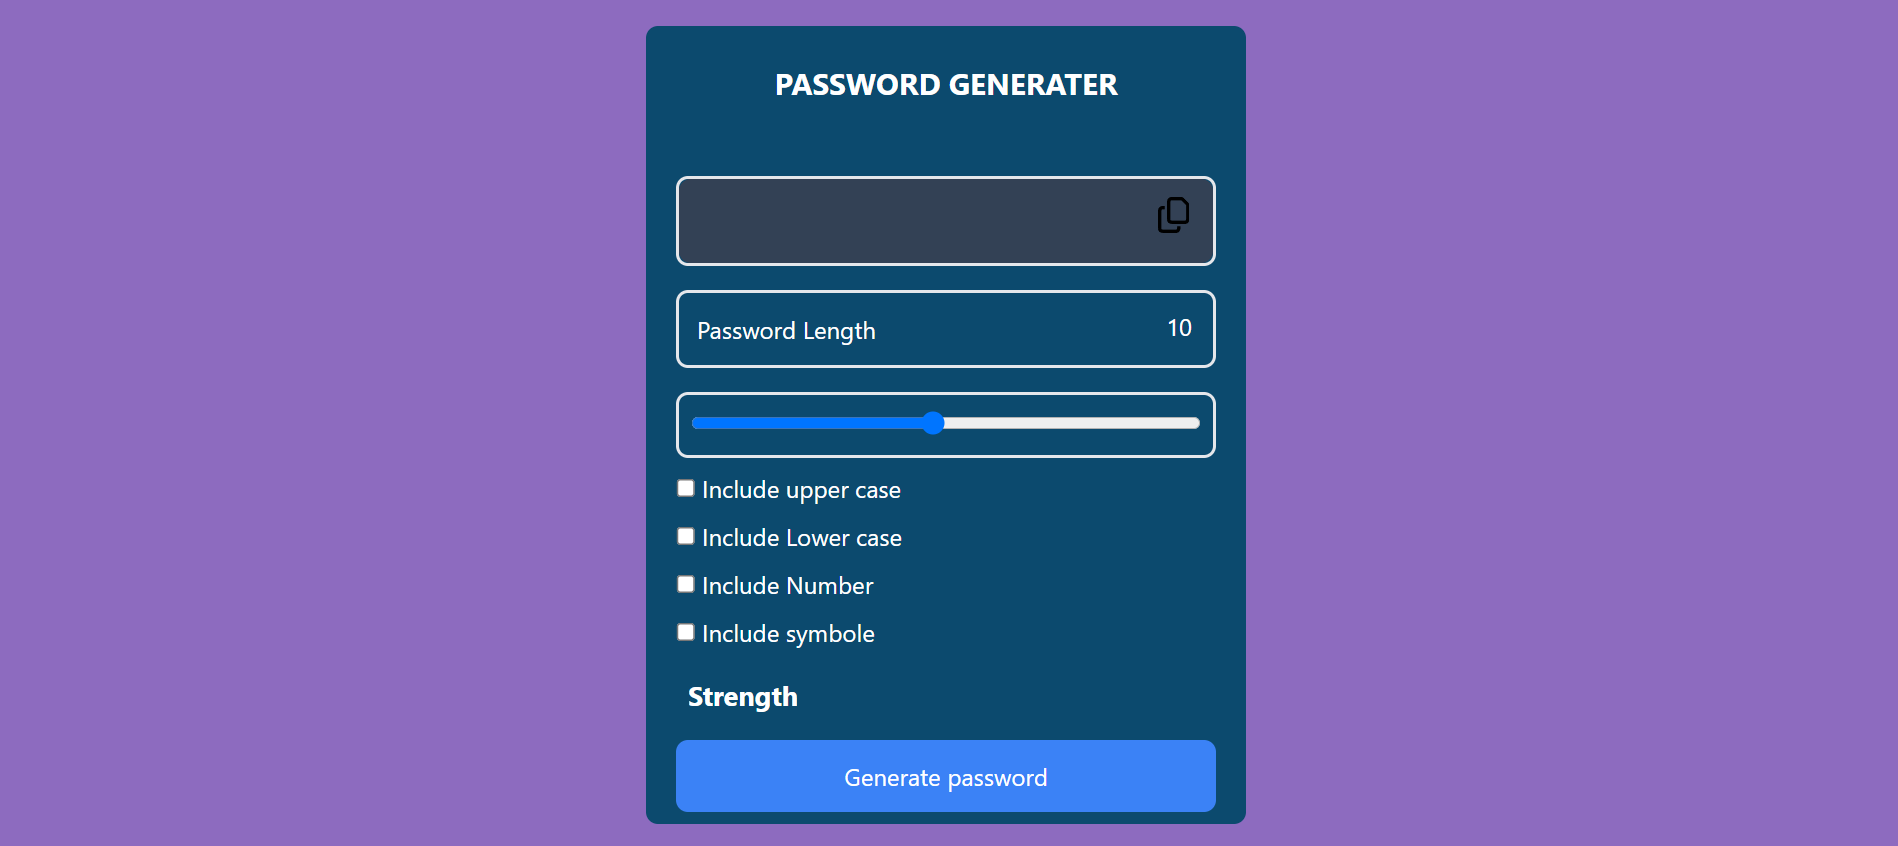 PASSWORD GENERATER
Password Length 10
Include upper case
Include Lower case
Include Number
Include symbole
Strength
Generate password